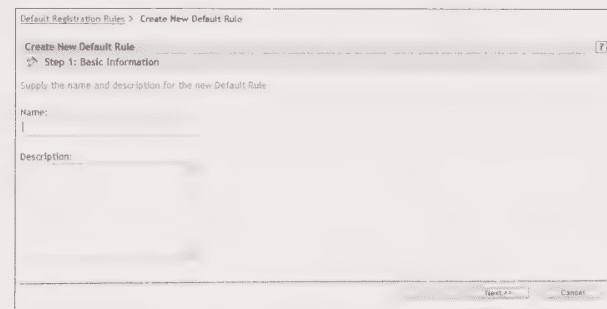 Default Registration Rules > Create New Default Rule
Create New Default Rule
?
Step 1: Basic Information
Supply the name and description for the new Default Rule
Name:
Description:
Next >>
Cancel